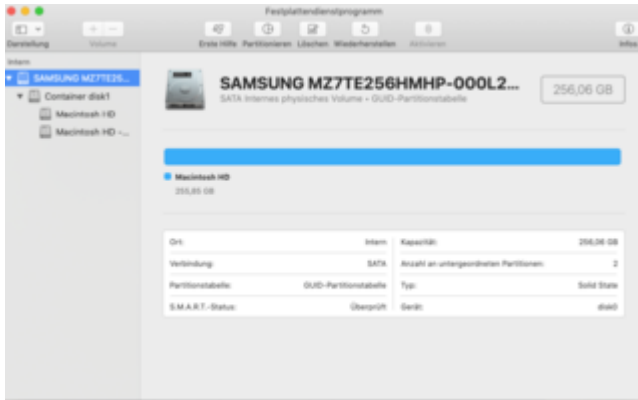 Festplattendienstprogramm
Darstellung
Volume
Erste Hilfe Partitionieren Löschen Wiederherstellen Aktivieren
Infos
Intern
SAMSUNG MZ7TE25...
Container disk1
Macintosh HD
Macintosh HD -...
SAMSUNG MZ7TE256HMHP-000L2...
SATA Internes physisches Volume • GUID-Partitionstabelle
256,06 GB
Macintosh HD
255,85 GB
Ort: Intern
Kapazität: 256,06 GB
Verbindung: SATA
Anzahl an untergeordneten Partitionen: 2
Partitionstabelle: GUID-Partitionstabelle
Typ: Solid State
S.M.A.R.T.-Status: Überprüft
Gerät: disk0